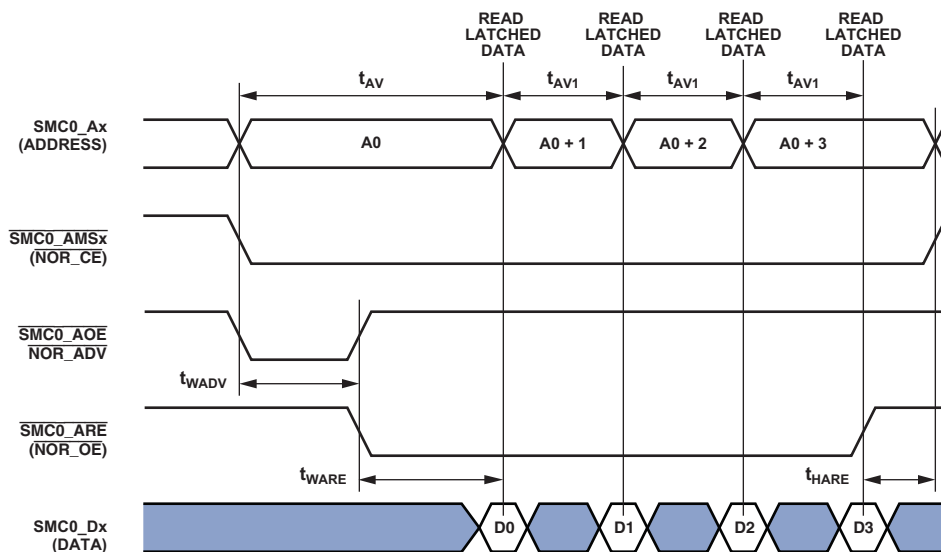 READ LATCHED DATA
READ LATCHED DATA
READ LATCHED DATA
READ LATCHED DATA
tAV
tAV1
tAV1
tAV1
SMC0_Ax
(ADDRESS)
A0
A0 + 1
A0 + 2
A0 + 3
SMC0_AMSx
(NOR_CE)
SMC0_AOE
NOR_ADV
tWADV
SMC0_ARE
(NOR_OE)
tWARE
tHARE
SMC0_Dx
(DATA)
D0
D1
D2
D3